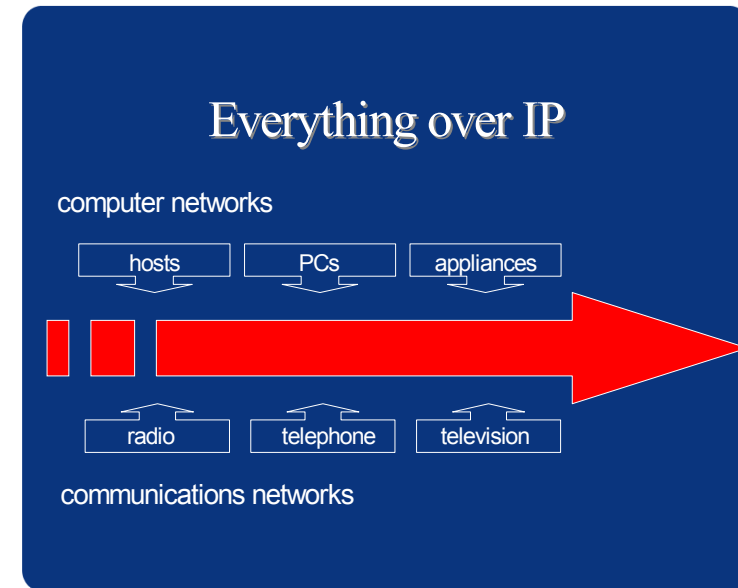 Everything over IP
computer networks
hosts PCs appliances
radio telephone television
communications networks